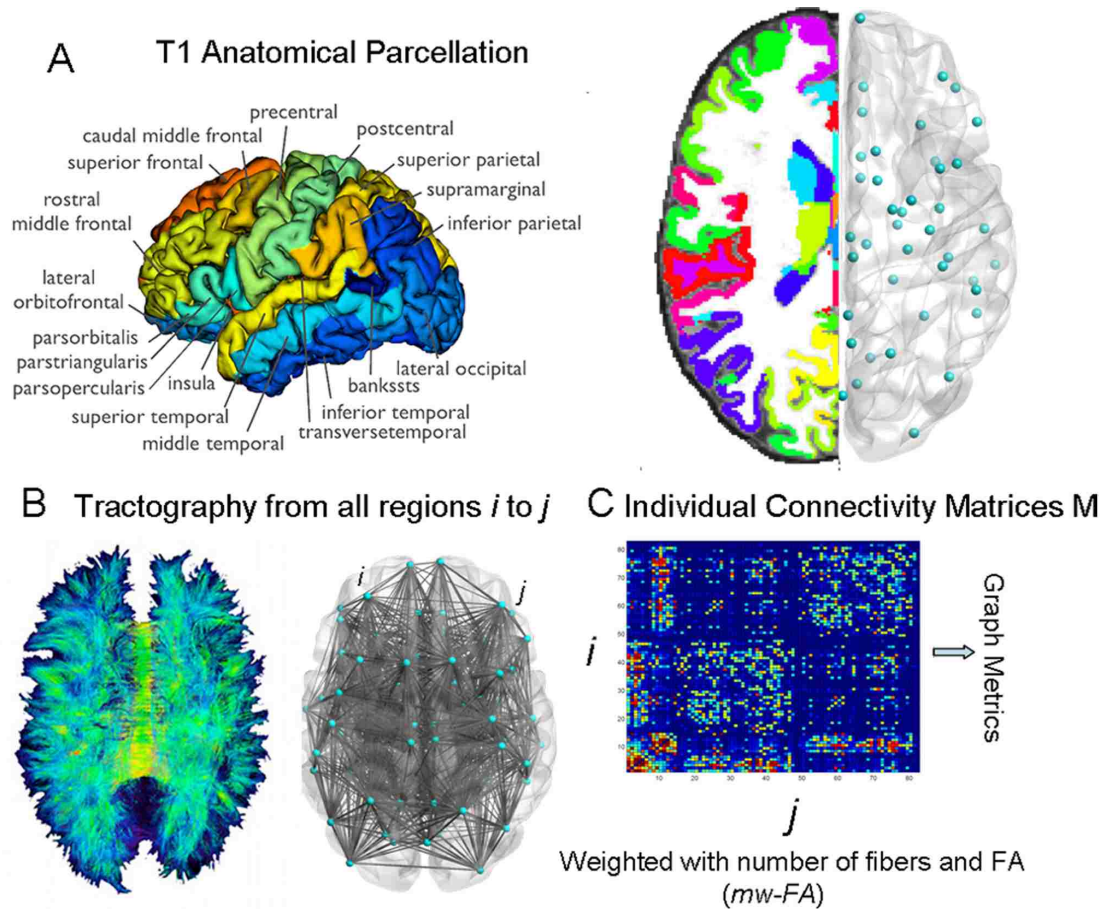 A
T1 Anatomical Parcellation
precentral
caudal middle frontal
postcentral
superior frontal
superior parietal
rostral
middle frontal
supramarginal
inferior parietal
lateral
orbitofrontal
parsorbitalis
parstriangularis
parsopercularis
insula
superior temporal
middle temporal
bankssts
lateral occipital
inferior temporal
transversetemporal
B Tractography from all regions i to j
i
j
C Individual Connectivity Matrices M
80
70
60
50
40
30
20
10
i
10 20 30 40 50 60 70 80
j
Graph Metrics
Weighted with number of fibers and FA
(mw-FA)